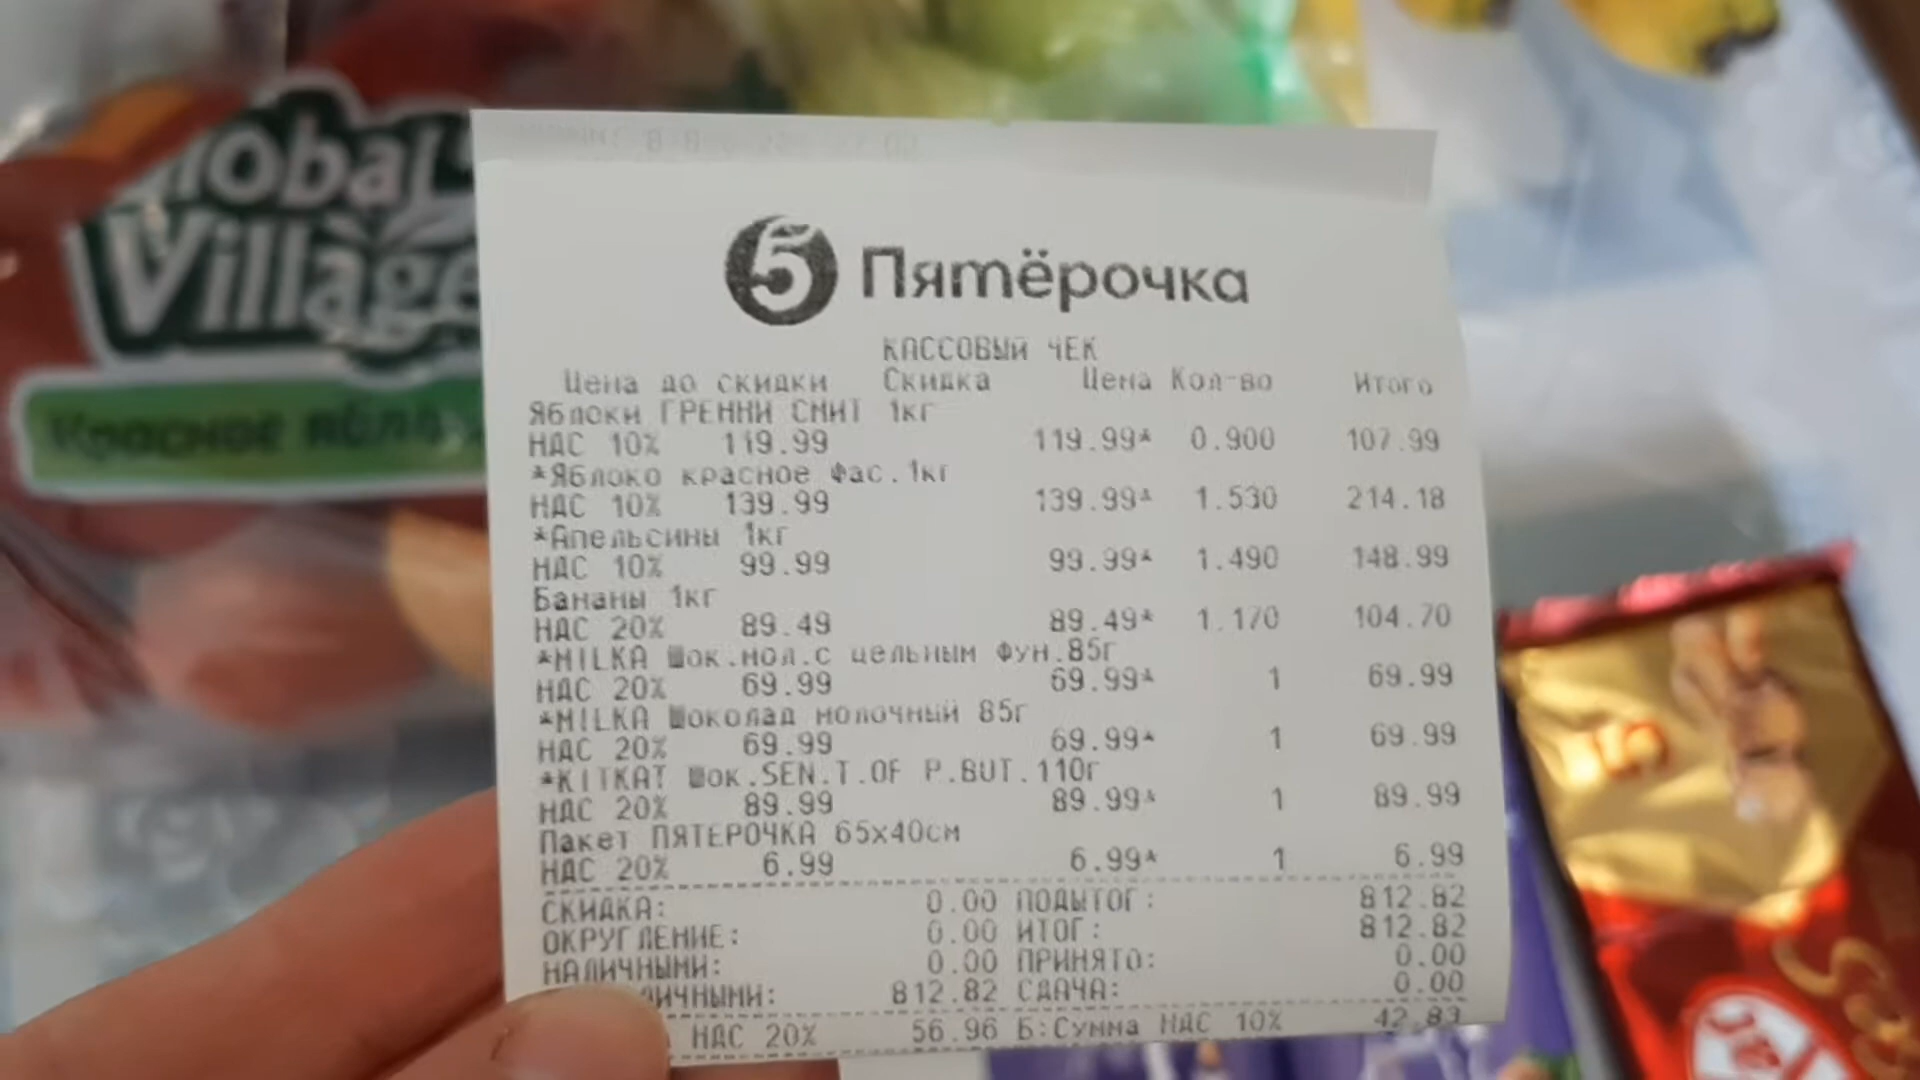 Global
Village
Красное яблоко
5 Пятёрочка
КАССОВЫЙ ЧЕК
Цена до скидки Скидка Цена Кол-во Итого
Яблоки ГРЕННИ СМИТ 1кг
НДС 10% 119.99 119.99* 0.900 107.99
*Яблоко красное фас.1кг
НДС 10% 139.99 139.99* 1.530 214.18
*Апельсины 1кг
НДС 10% 99.99 99.99* 1.490 148.99
Бананы 1кг
НДС 20% 89.49 89.49* 1.170 104.70
*MILKA Шок.мол.с цельным фун.85г
НДС 20% 69.99 69.99* 1 69.99
*MILKA Шоколад молочный 85г
НДС 20% 69.99 69.99* 1 69.99
*KITKAT Шок.SEN.T.OF P.BUT.110г
НДС 20% 89.99 89.99* 1 89.99
Пакет ПЯТЕРОЧКА 65х40см
НДС 20% 6.99 6.99* 1 6.99
СКИДКА: 0.00 ПОДЫТОГ: 812.82
ОКРУГЛЕНИЕ: 0.00 ИТОГ: 812.82
НАЛИЧНЫМИ: 0.00 ПРИНЯТО: 0.00
ЛИЧНЫМИ: 812.82 СДАЧА: 0.00
НДС 20% 56.96 Б:Сумма НДС 10% 42.83